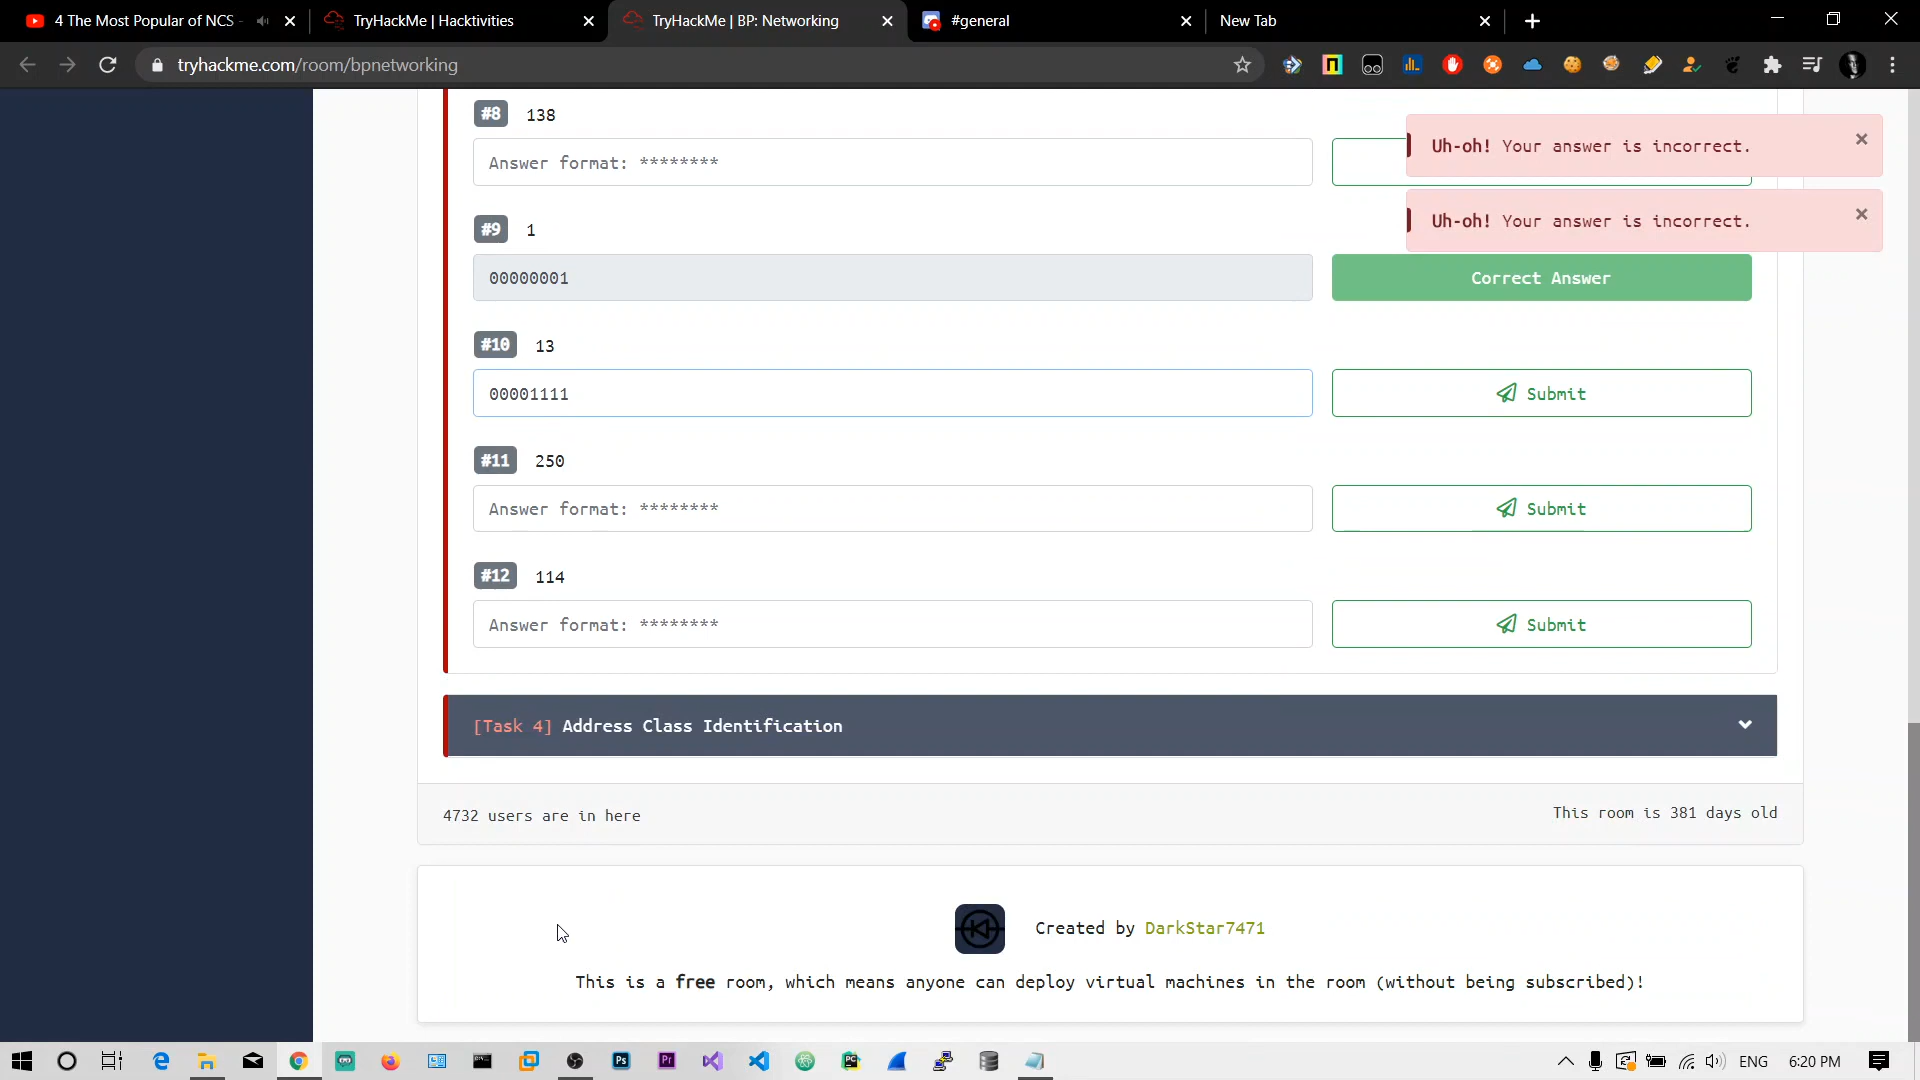 4 The Most Popular of NCS
TryHackMe | Hacktivities
TryHackMe | BP: Networking
#general
New Tab
tryhackme.com/room/bpnetworking
#8 138
Answer format: ********
Uh-oh! Your answer is incorrect.
Uh-oh! Your answer is incorrect.
#9 1
00000001
Correct Answer
#10 13
00001111
Submit
#11 250
Answer format: ********
Submit
#12 114
Answer format: ********
Submit
[Task 4] Address Class Identification
4732 users are in here
This room is 381 days old
Created by DarkStar7471
This is a free room, which means anyone can deploy virtual machines in the room (without being subscribed)!
Ps
Pr
PC
ENG
6:20 PM